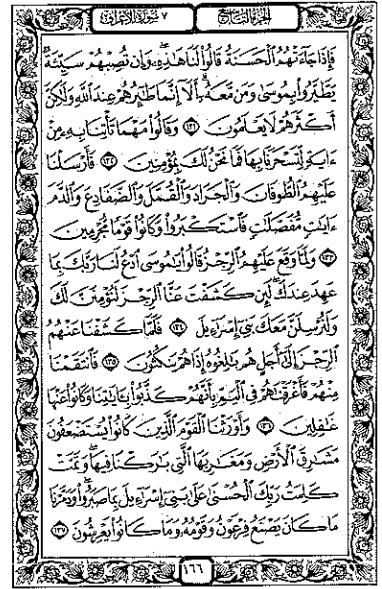 الجزء التاسع ٧ سورة الأعراف
فَإِذَا جَآءَتْهُمُ ٱلْحَسَنَةُ قَالُوا۟ لَنَا هَٰذِهِۦ وَإِن تُصِبْهُمْ سَيِّئَةٌ
يَطَّيَّرُوا۟ بِمُوسَىٰ وَمَن مَّعَهُۥٓ أَلَآ إِنَّمَا طَٰٓئِرُهُمْ عِندَ ٱللَّهِ وَلَٰكِنَّ
أَكْثَرَهُمْ لَا يَعْلَمُونَ ١٣١ وَقَالُوا۟ مَهْمَا تَأْتِنَا بِهِۦ مِنْ
ءَايَةٍ لِّتَسْحَرَنَا بِهَا فَمَا نَحْنُ لَكَ بِمُؤْمِنِينَ ١٣٢ فَأَرْسَلْنَا
عَلَيْهِمُ ٱلطُّوفَانَ وَٱلْجَرَادَ وَٱلْقُمَّلَ وَٱلضَّفَادِعَ وَٱلدَّمَ
ءَايَٰتٍ مُّفَصَّلَٰتٍ فَٱسْتَكْبَرُوا۟ وَكَانُوا۟ قَوْمًا مُّجْرِمِينَ
١٣٣ وَلَمَّا وَقَعَ عَلَيْهِمُ ٱلرِّجْزُ قَالُوا۟ يَٰمُوسَى ٱدْعُ لَنَا رَبَّكَ بِمَا
عَهِدَ عِندَكَ لَئِن كَشَفْتَ عَنَّا ٱلرِّجْزَ لَنُؤْمِنَنَّ لَكَ
وَلَنُرْسِلَنَّ مَعَكَ بَنِىٓ إِسْرَٰٓءِيلَ ١٣٤ فَلَمَّا كَشَفْنَا عَنْهُمُ
ٱلرِّجْزَ إِلَىٰٓ أَجَلٍ هُم بَٰلِغُوهُ إِذَا هُمْ يَنكُثُونَ ١٣٥ فَٱنتَقَمْنَا
مِنْهُمْ فَأَغْرَقْنَٰهُمْ فِى ٱلْيَمِّ بِأَنَّهُمْ كَذَّبُوا۟ بِـَٔايَٰتِنَا وَكَانُوا۟ عَنْهَا
غَٰفِلِينَ ١٣٦ وَأَوْرَثْنَا ٱلْقَوْمَ ٱلَّذِينَ كَانُوا۟ يُسْتَضْعَفُونَ
مَشَٰرِقَ ٱلْأَرْضِ وَمَغَٰرِبَهَا ٱلَّتِى بَٰرَكْنَا فِيهَا وَتَمَّتْ
كَلِمَتُ رَبِّكَ ٱلْحُسْنَىٰ عَلَىٰ بَنِىٓ إِسْرَٰٓءِيلَ بِمَا صَبَرُوا۟ وَدَمَّرْنَا
مَا كَانَ يَصْنَعُ فِرْعَوْنُ وَقَوْمُهُۥ وَمَا كَانُوا۟ يَعْرِشُونَ ١٣٧
١٦٦